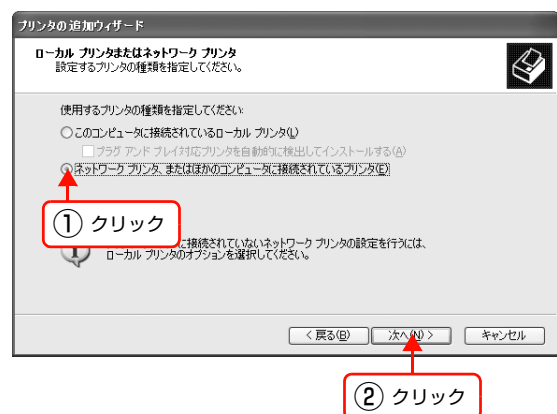 プリンタの追加ウィザード
ローカル プリンタまたはネットワーク プリンタ
設定するプリンタの種類を指定してください。
使用するプリンタの種類を指定してください:
このコンピュータに接続されているローカル プリンタ(L)
プラグ アンド プレイ対応プリンタを自動的に検出してインストールする(A)
ネットワーク プリンタ、またはほかのコンピュータに接続されているプリンタ(E)
① クリック
に接続されていないネットワーク プリンタの設定を行うには、
ローカル プリンタのオプションを選択してください。
< 戻る(B) 次へ(N) > キャンセル
② クリック